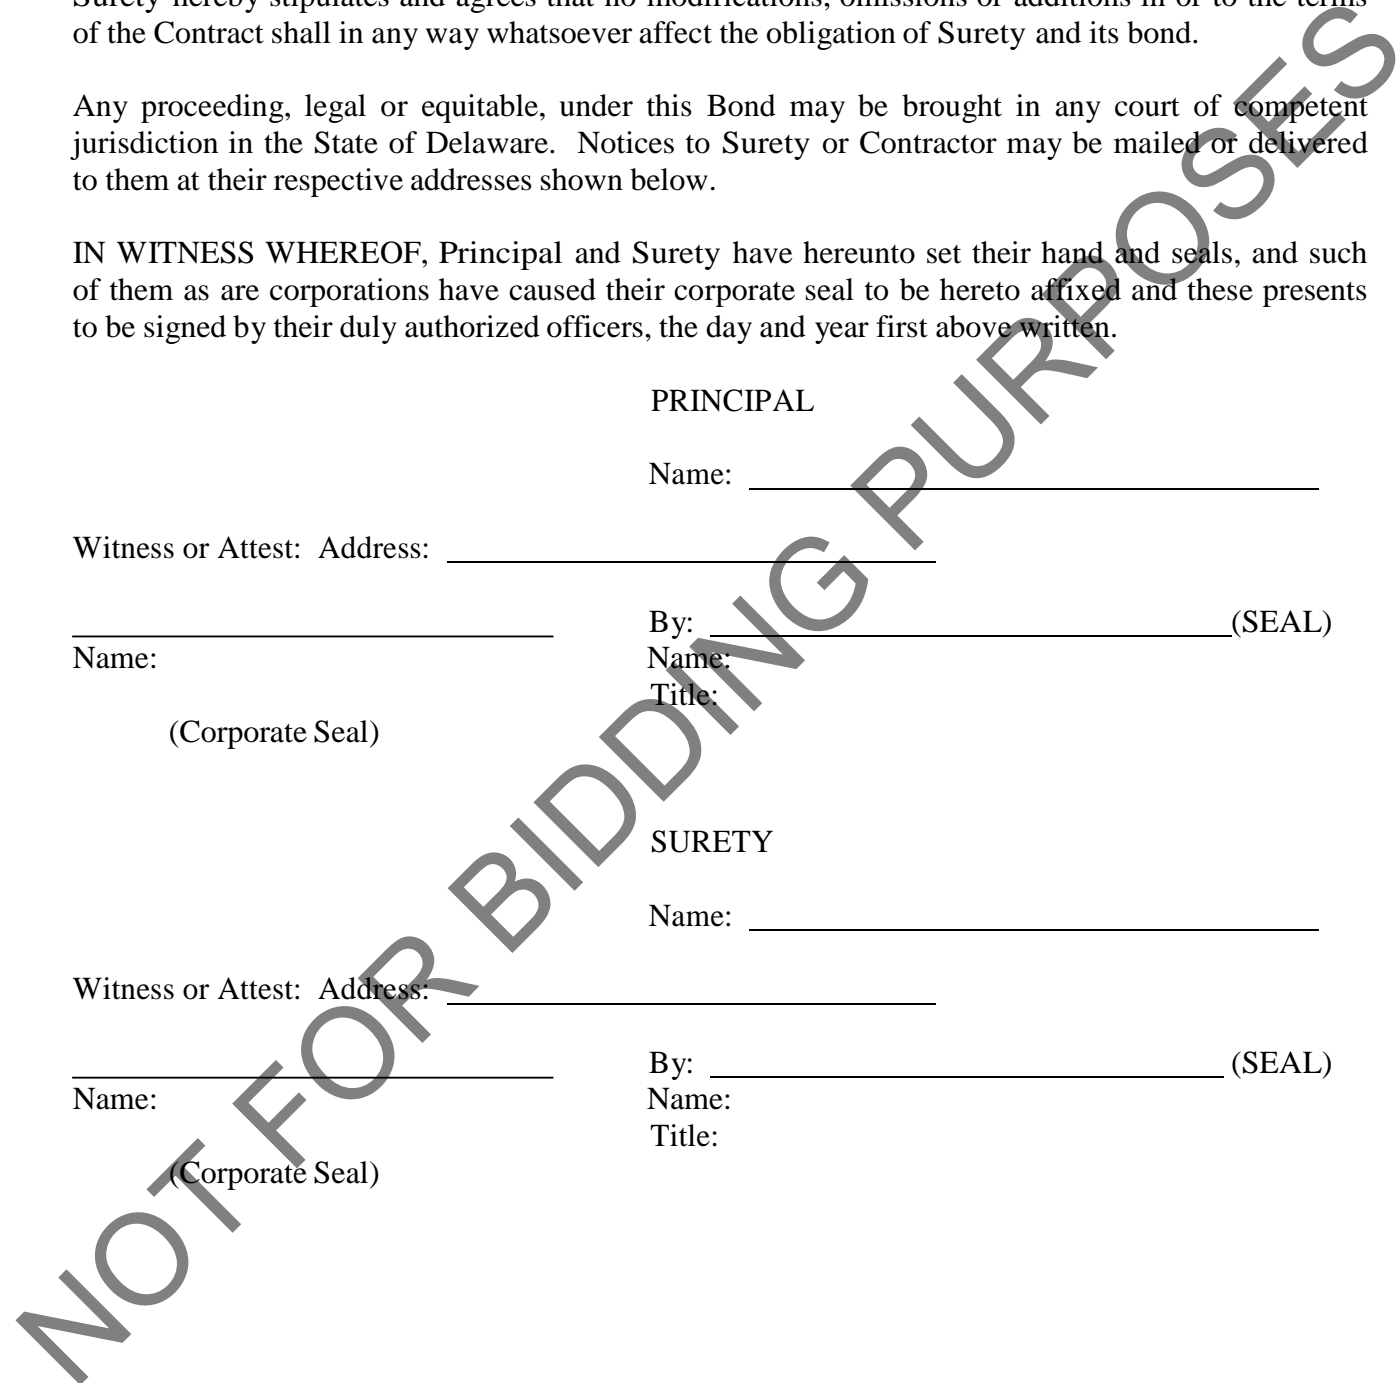 Surety hereby stipulates and agrees that no modifications, omissions or additions in or to the terms
of the Contract shall in any way whatsoever affect the obligation of Surety and its bond.
Any proceeding, legal or equitable, under this Bond may be brought in any court of competent
jurisdiction in the State of Delaware. Notices to Surety or Contractor may be mailed or delivered
to them at their respective addresses shown below.
IN WITNESS WHEREOF, Principal and Surety have hereunto set their hand and seals, and such
of them as are corporations have caused their corporate seal to be hereto affixed and these presents
to be signed by their duly authorized officers, the day and year first above written.
PRINCIPAL
Name:
Witness or Attest: Address:
By: (SEAL)
Name: Name:
Title:
(Corporate Seal)
SURETY
Name:
Witness or Attest: Address:
By: (SEAL)
Name: Name:
Title:
(Corporate Seal)
NOT FOR BIDDING PURPOSES